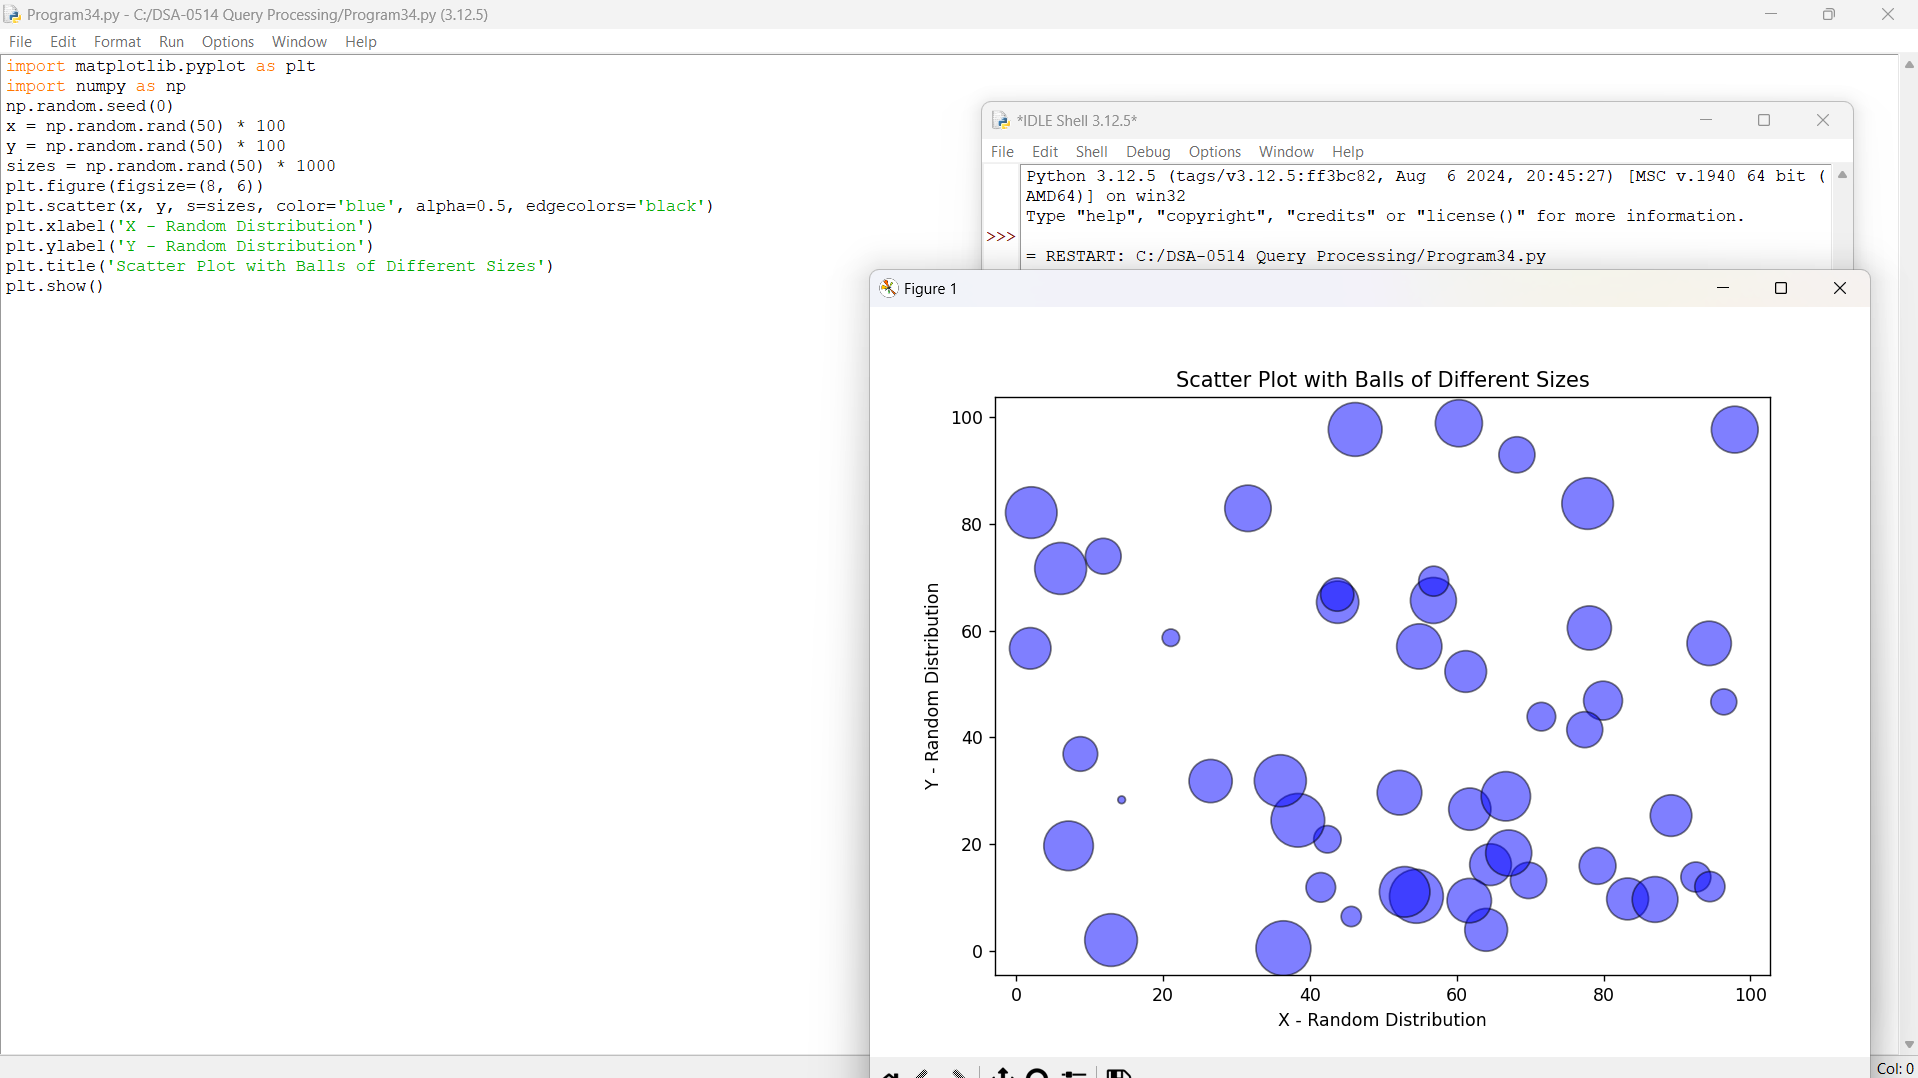 Program34.py - C:/DSA-0514 Query Processing/Program34.py (3.12.5)
File Edit Format Run Options Window Help
import matplotlib.pyplot as plt
import numpy as np
np.random.seed(0)
x = np.random.rand(50) * 100
y = np.random.rand(50) * 100
sizes = np.random.rand(50) * 1000
plt.figure(figsize=(8, 6))
plt.scatter(x, y, s=sizes, color='blue', alpha=0.5, edgecolors='black')
plt.xlabel('X - Random Distribution')
plt.ylabel('Y - Random Distribution')
plt.title('Scatter Plot with Balls of Different Sizes')
plt.show()
*IDLE Shell 3.12.5*
File Edit Shell Debug Options Window Help
Python 3.12.5 (tags/v3.12.5:ff3bc82, Aug  6 2024, 20:45:27) [MSC v.1940 64 bit (
AMD64)] on win32
Type "help", "copyright", "credits" or "license()" for more information.
>>>
= RESTART: C:/DSA-0514 Query Processing/Program34.py
Figure 1
Scatter Plot with Balls of Different Sizes
100
80
60
40
20
0
Y - Random Distribution
0 20 40 60 80 100
X - Random Distribution
Col: 0